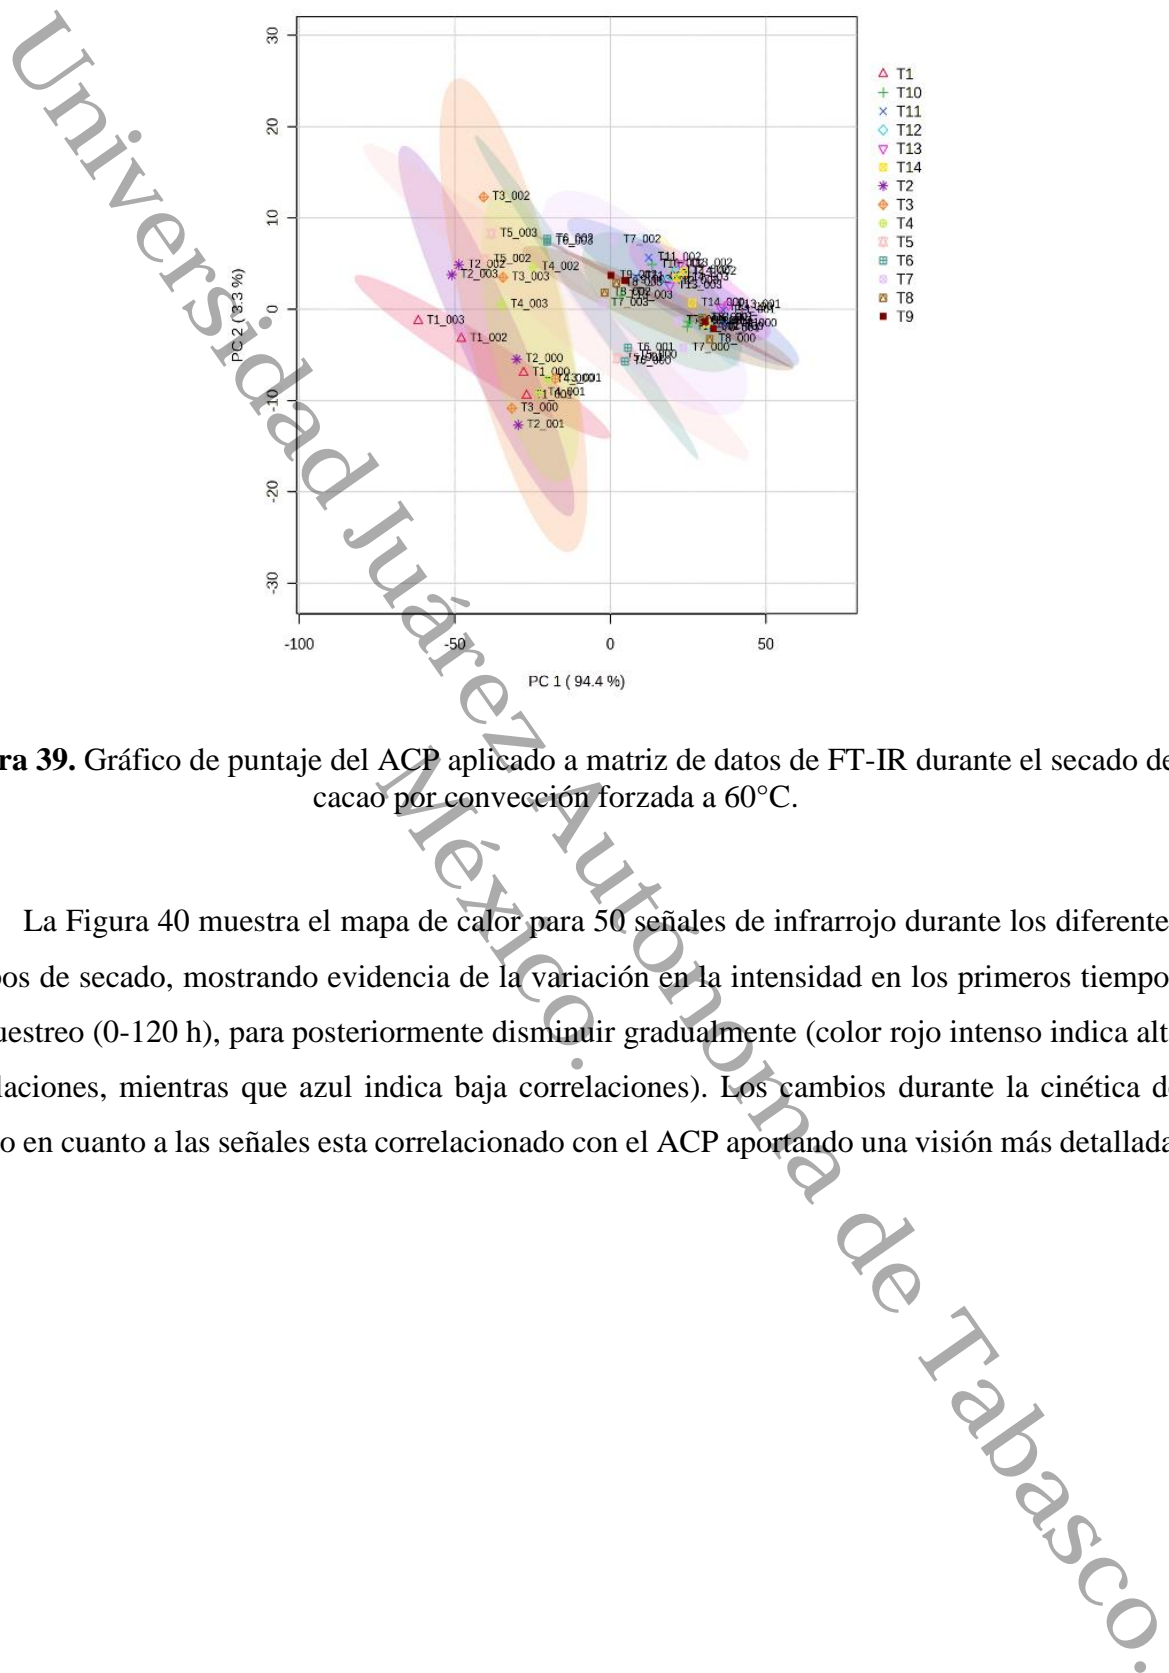 30
20
10
0
-10
-20
-30
PC 2 ( 3.3 %)
-100
-50
0
50
PC 1 ( 94.4 %)
T1
T10
T11
T12
T13
T14
T2
T3
T4
T5
T6
T7
T8
T9
T3_002
T5_003
T6_003
T7_002
T5_002
T2_002
T2_003
T3_003
T4_002
T11_002
T13_003
T7_003
T4_003
T14_000
T1_003
T1_002
T8_000
T7_000
T6_001
T6_000
T2_000
T1_000
T4_001
T3_000
T2_001
ra 39. Gráfico de puntaje del ACP aplicado a matriz de datos de FT-IR durante el secado de
cacao por convección forzada a 60°C.
La Figura 40 muestra el mapa de calor para 50 señales de infrarrojo durante los diferente
os de secado, mostrando evidencia de la variación en la intensidad en los primeros tiempo
uestreo (0-120 h), para posteriormente disminuir gradualmente (color rojo intenso indica alt
laciones, mientras que azul indica baja correlaciones). Los cambios durante la cinética de
o en cuanto a las señales esta correlacionado con el ACP aportando una visión más detallada
Universidad Juárez Autónoma de Tabasco.
México.